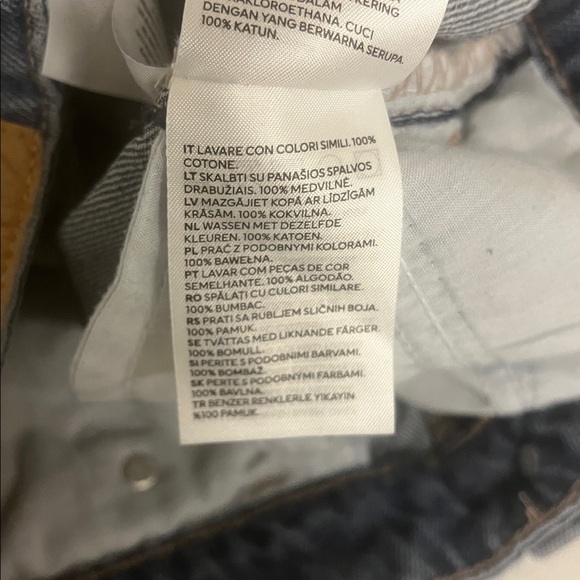 KERING
DALAM
RAKLOROETHANA. CUCI
DENGAN YANG BERWARNA SERUPA.
100% KATUN.
IT LAVARE CON COLORI SIMILI. 100%
COTONE.
LT SKALBTI SU PANAŠIOS SPALVOS
DRABUŽIAIS. 100% MEDVILNĖ.
LV MAZGĀJIET KOPĀ AR LĪDZĪGĀM
KRĀSĀM. 100% KOKVILNA.
NL WASSEN MET DEZELFDE
KLEUREN. 100% KATOEN.
PL PRAĆ Z PODOBNYMI KOLORAMI.
100% BAWEŁNA.
PT LAVAR COM PEÇAS DE COR
SEMELHANTE. 100% ALGODÃO.
RO SPĂLAȚI CU CULORI SIMILARE.
100% BUMBAC.
RS PRATI SA RUBLJEM SLIČNIH BOJA.
100% PAMUK.
SE TVÄTTAS MED LIKNANDE FÄRGER.
100% BOMULL.
SI PERITE S PODOBNIMI BARVAMI.
100% BOMBAŽ.
SK PERTE S PODOBNÝMI FARBAMI.
100% BAVLNA.
TR BENZER RENKLERLE YIKAYIN
%100 PAMUK.